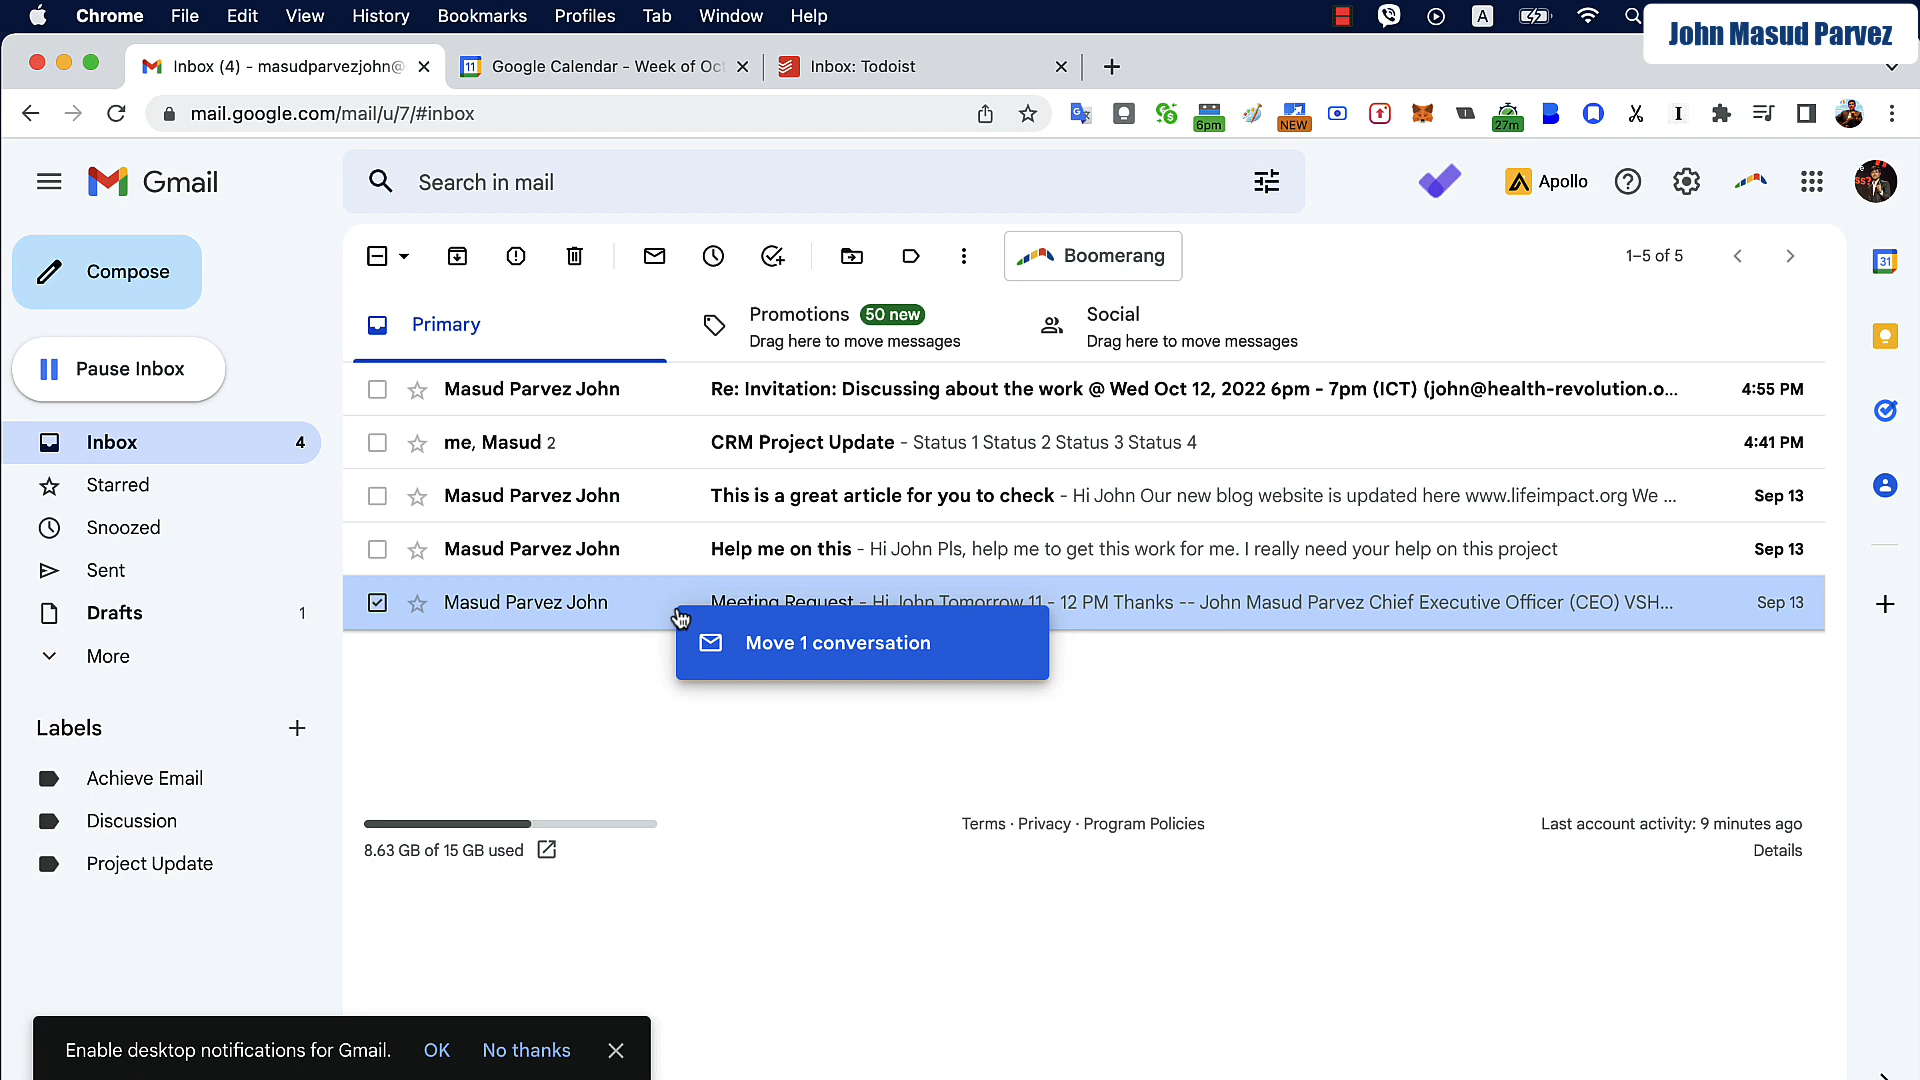 Chrome File Edit View History Bookmarks Profiles Tab Window Help
A
John Masud Parvez
Inbox (4) - masudparvezjohn@
11 Google Calendar - Week of Oct
Inbox: Todoist
mail.google.com/mail/u/7/#inbox
6pm
NEW
27m
Gmail
Search in mail
Apollo
Compose
Boomerang
1–5 of 5
31
Primary
Promotions 50 new
Drag here to move messages
Social
Drag here to move messages
Pause Inbox
Masud Parvez John Re: Invitation: Discussing about the work @ Wed Oct 12, 2022 6pm - 7pm (ICT) (john@health-revolution.o... 4:55 PM
Inbox 4
me, Masud 2 CRM Project Update - Status 1 Status 2 Status 3 Status 4 4:41 PM
Starred
Masud Parvez John This is a great article for you to check - Hi John Our new blog website is updated here www.lifeimpact.org We ... Sep 13
Snoozed
Masud Parvez John Help me on this - Hi John Pls, help me to get this work for me. I really need your help on this project Sep 13
Sent
Masud Parvez John Meeting Request - Hi John Tomorrow 11 - 12 PM Thanks -- John Masud Parvez Chief Executive Officer (CEO) VSH... Sep 13
Drafts 1
Move 1 conversation
More
Labels
Achieve Email
Discussion
Project Update
8.63 GB of 15 GB used
Terms · Privacy · Program Policies
Last account activity: 9 minutes ago
Details
Enable desktop notifications for Gmail. OK No thanks